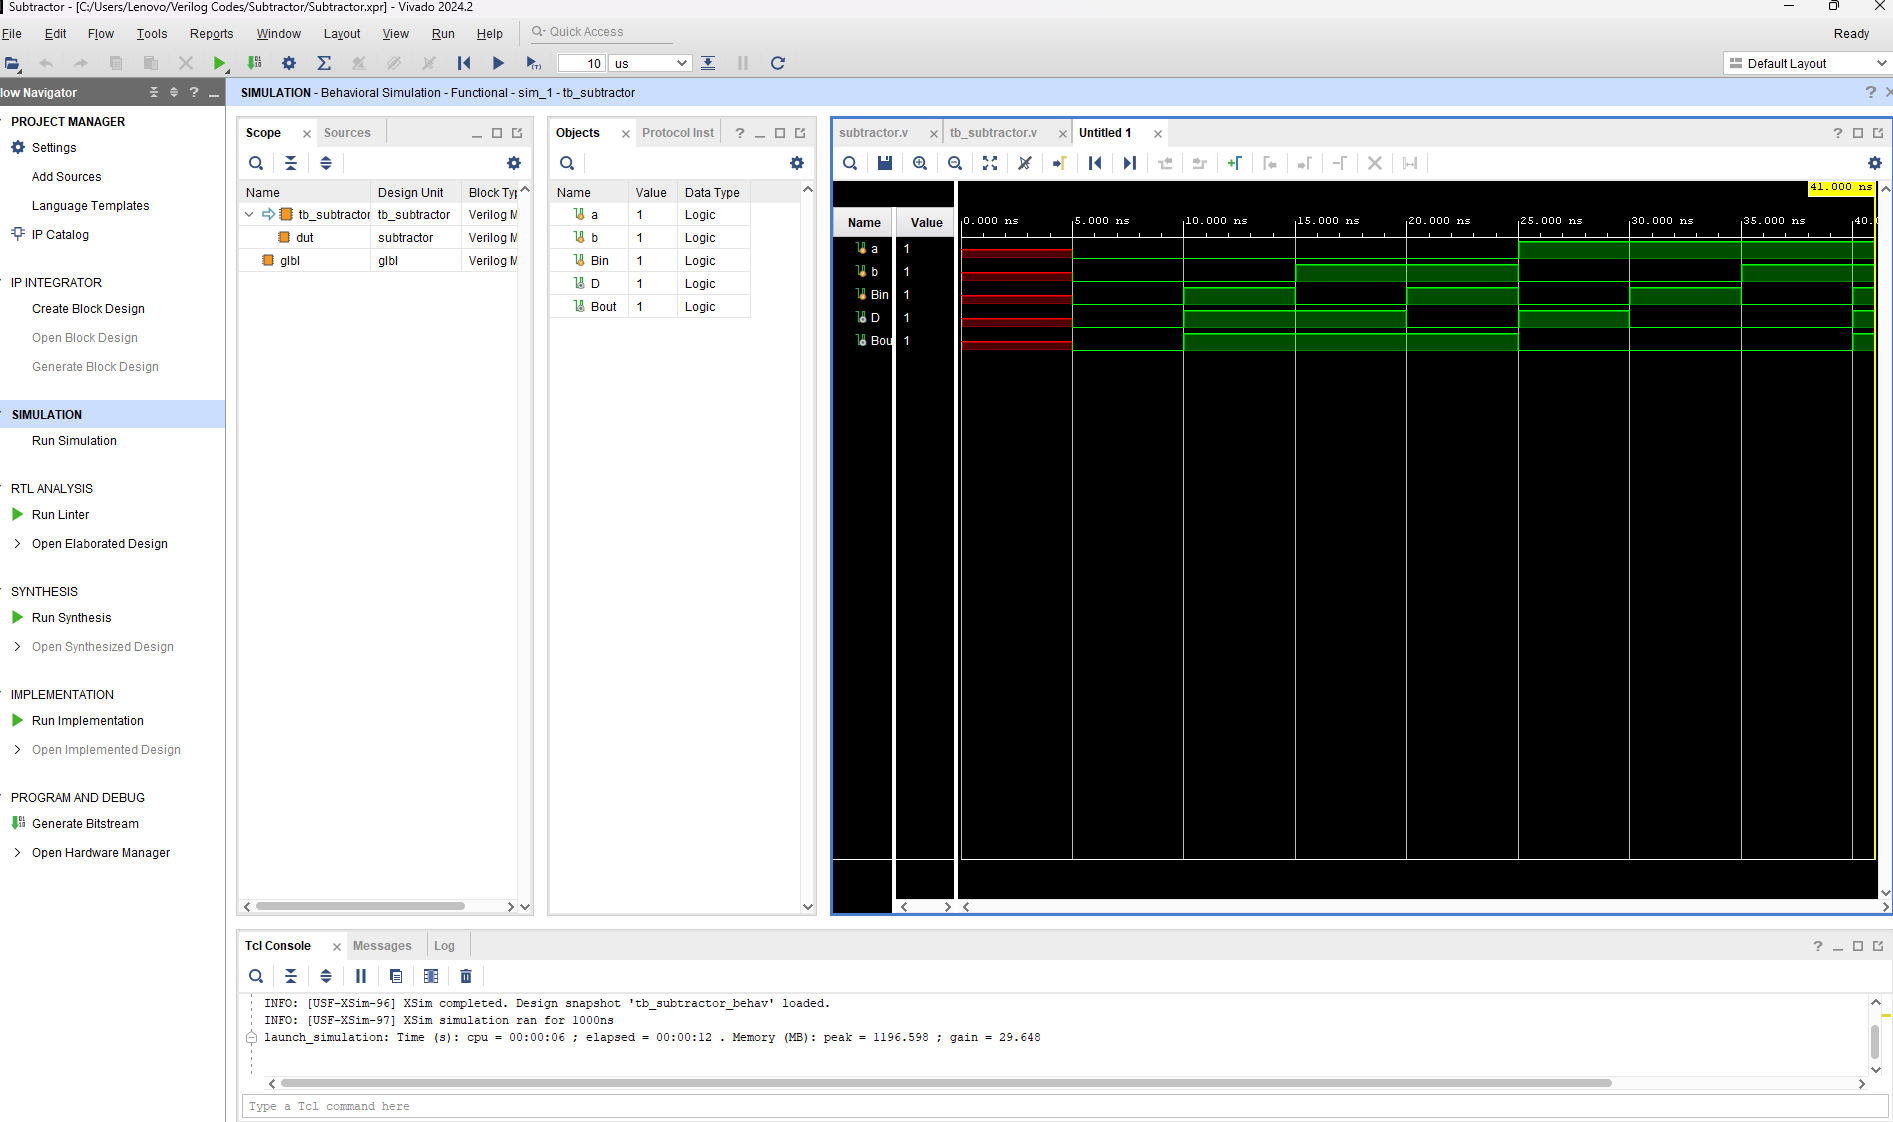 Subtractor - [C:/Users/Lenovo/Verilog Codes/Subtractor/Subtractor.xpr] - Vivado 2024.2
File Edit Flow Tools Reports Window Layout View Run Help Quick Access Ready
10 us Default Layout
low Navigator ? SIMULATION - Behavioral Simulation - Functional - sim_1 - tb_subtractor ?
PROJECT MANAGER
Settings
Add Sources
Language Templates
IP Catalog
IP INTEGRATOR
Create Block Design
Open Block Design
Generate Block Design
SIMULATION
Run Simulation
RTL ANALYSIS
Run Linter
Open Elaborated Design
SYNTHESIS
Run Synthesis
Open Synthesized Design
IMPLEMENTATION
Run Implementation
Open Implemented Design
PROGRAM AND DEBUG
Generate Bitstream
Open Hardware Manager
Scope Sources
Name Design Unit Block Typ
tb_subtractor tb_subtractor Verilog M
dut subtractor Verilog M
glbl glbl Verilog M
Objects Protocol Inst ?
Name Value Data Type
a 1 Logic
b 1 Logic
Bin 1 Logic
D 1 Logic
Bout 1 Logic
subtractor.v tb_subtractor.v Untitled 1 ?
41.000 ns
Name Value 0.000 ns 5.000 ns 10.000 ns 15.000 ns 20.000 ns 25.000 ns 30.000 ns 35.000 ns 40.0
a 1
b 1
Bin 1
D 1
Bou 1
Tcl Console Messages Log ?
INFO: [USF-XSim-96] XSim completed. Design snapshot 'tb_subtractor_behav' loaded.
INFO: [USF-XSim-97] XSim simulation ran for 1000ns
launch_simulation: Time (s): cpu = 00:00:06 ; elapsed = 00:00:12 . Memory (MB): peak = 1196.598 ; gain = 29.648
Type a Tcl command here